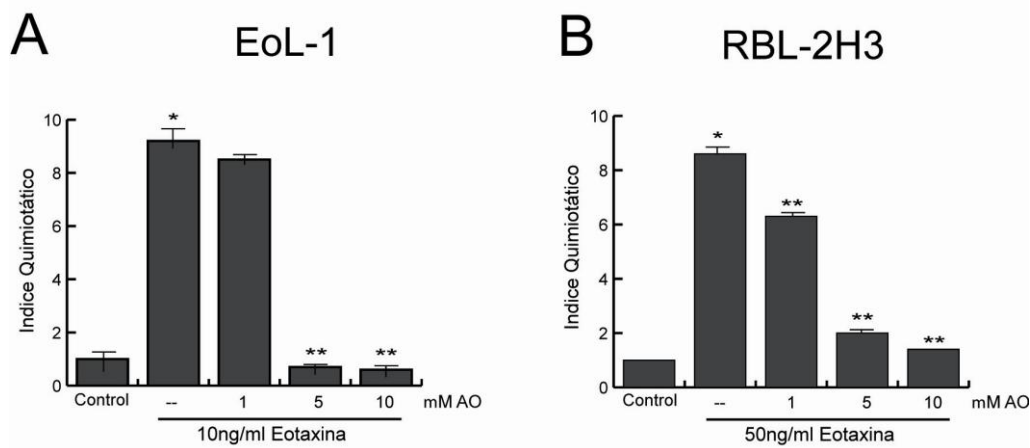 A
EoL-1
Indice Quimiotático
10
8
6
4
2
0
*
**
**
Control
--
1
5
10
mM AO
10ng/ml Eotaxina
B
RBL-2H3
Indice Quimiotático
10
8
6
4
2
0
*
**
**
**
Control
--
1
5
10
mM AO
50ng/ml Eotaxina